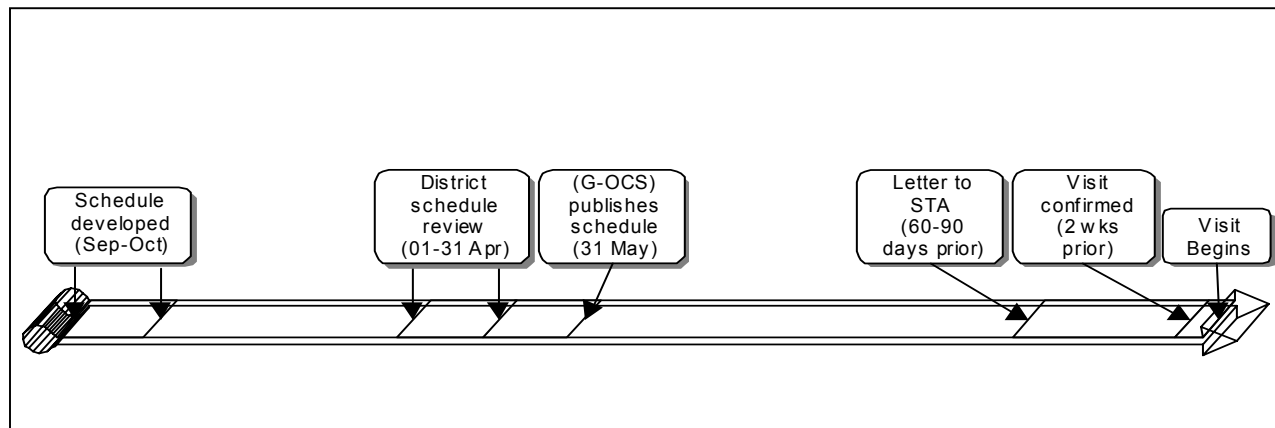 Schedule
developed
(Sep-Oct)
District
schedule
review
(01-31 Apr)
(G-OCS)
publishes
schedule
(31 May)
Letter to
STA
(60-90
days prior)
Visit
confirmed
(2 wks
prior)
Visit
Begins